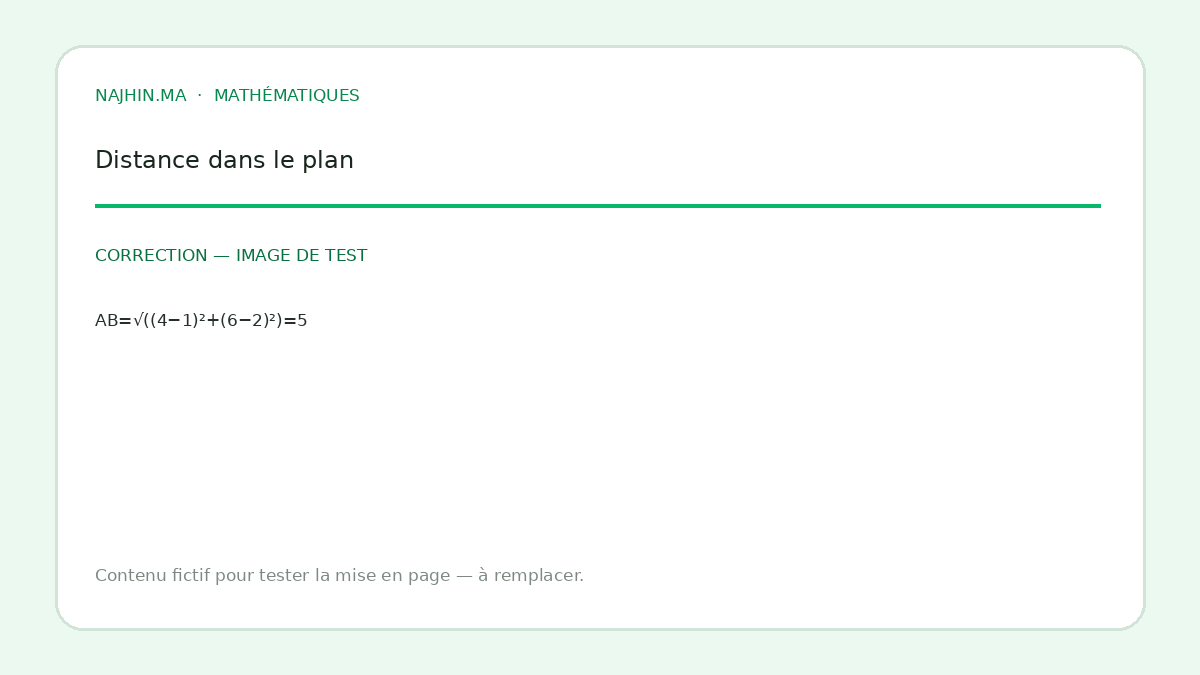 NAJHIN.MA · MATHÉMATIQUES
Distance dans le plan
CORRECTION — IMAGE DE TEST
AB=√((4−1)²+(6−2)²)=5
Contenu fictif pour tester la mise en page — à remplacer.